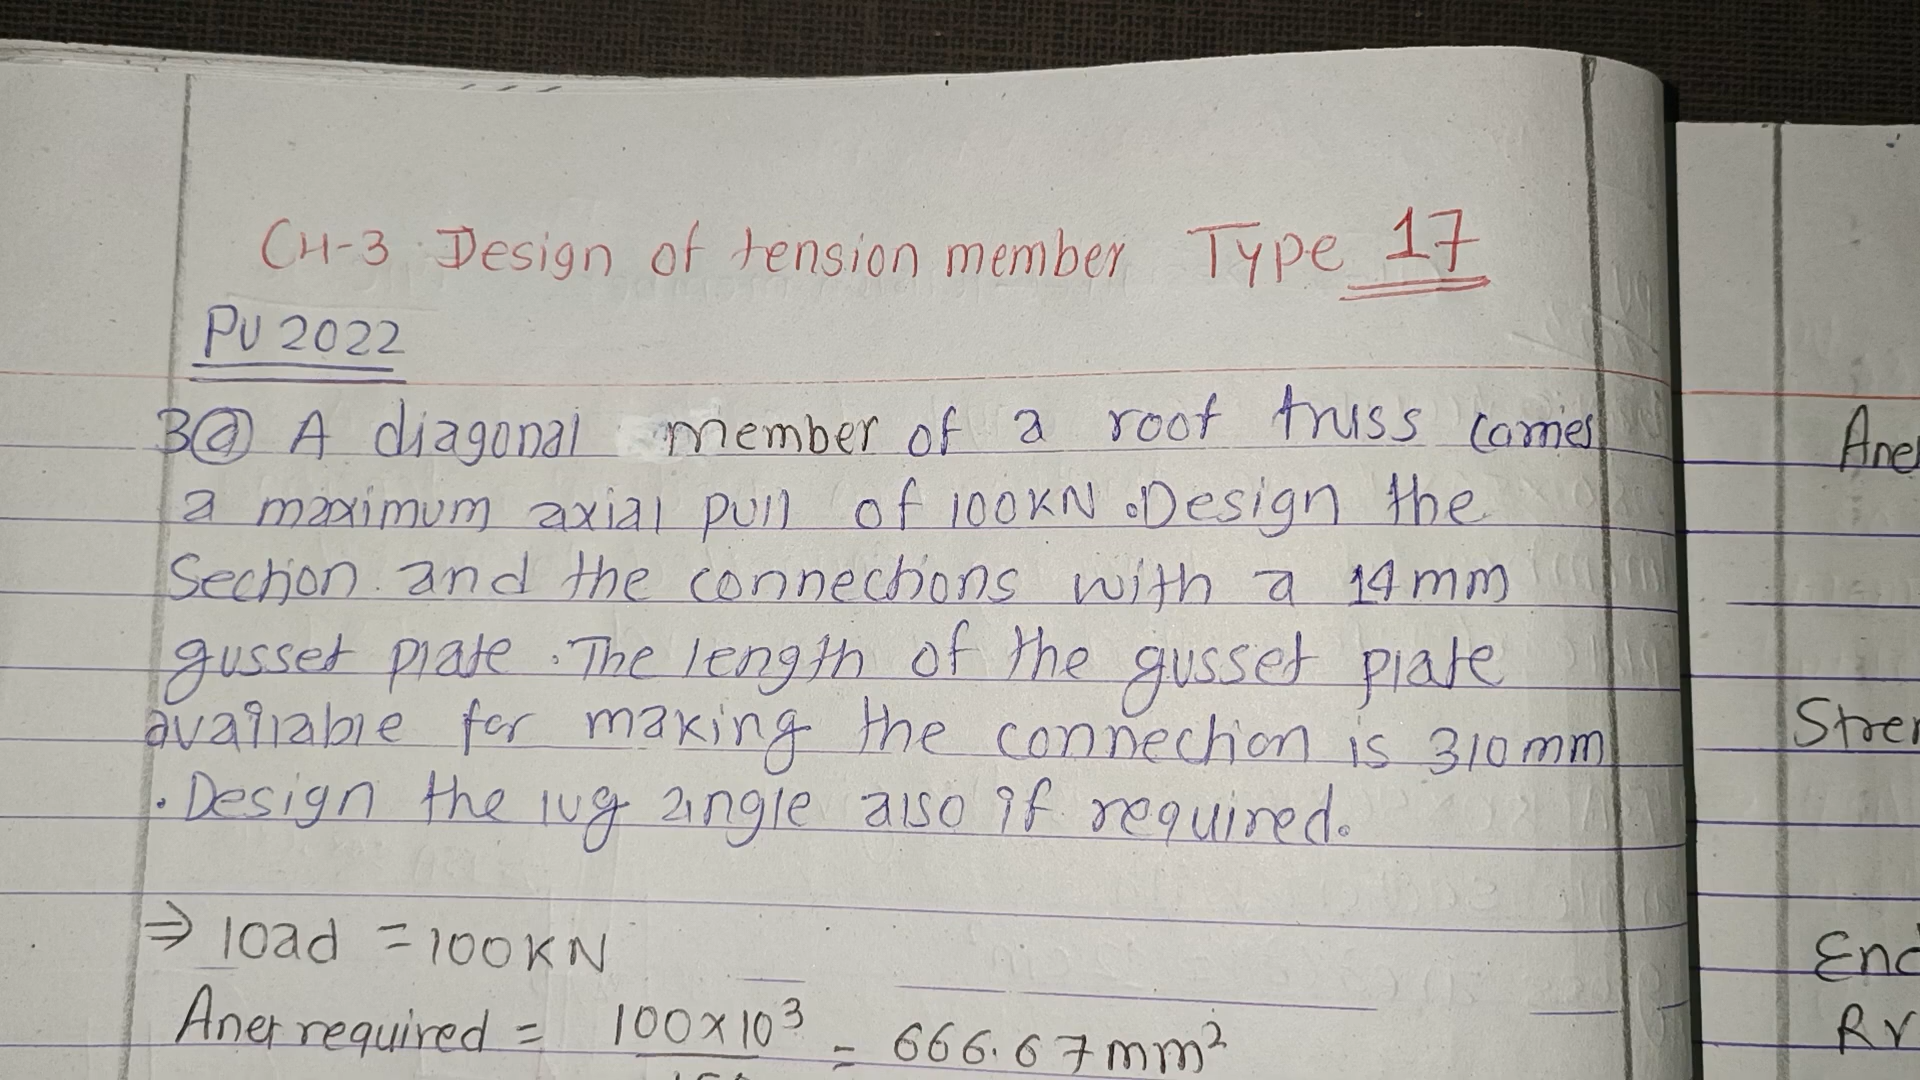 CH-3 Design of tension member Type 17
PU 2022
3(a) A diagonal member of a roof truss carries
a maximum axial pull of 100KN. Design the
Section and the connections with a 14mm
gusset plate. The length of the gusset plate
available for making the connection is 310mm
. Design the lug angle also if required.
⇒ load = 100KN
Anet required = 100×10³ = 666.67mm²
Ane
Stren
End